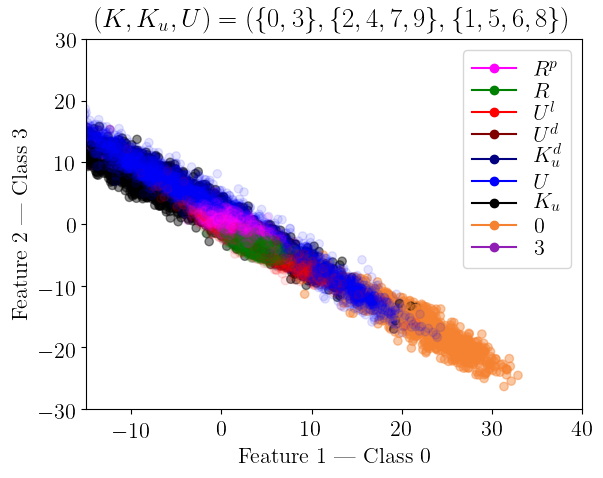 (K, K_u, U) = ({0, 3}, {2, 4, 7, 9}, {1, 5, 6, 8})
30
20
10
0
−10
−20
−30
Feature 2 — Class 3
R^p
R
U^l
U^d
K_u^d
U
K_u
0
3
−10
0
10
20
30
40
Feature 1 — Class 0